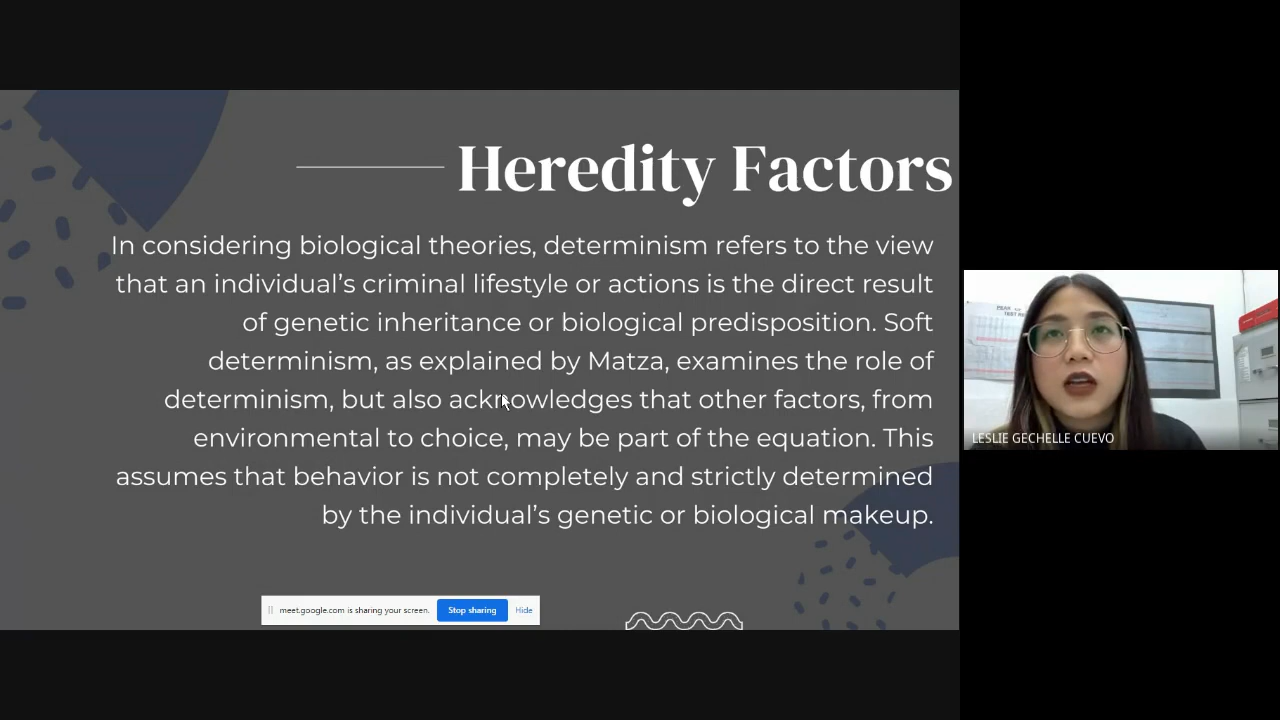 Heredity Factors
In considering biological theories, determinism refers to the view
that an individual’s criminal lifestyle or actions is the direct result
of genetic inheritance or biological predisposition. Soft
determinism, as explained by Matza, examines the role of
determinism, but also acknowledges that other factors, from
environmental to choice, may be part of the equation. This
assumes that behavior is not completely and strictly determined
by the individual’s genetic or biological makeup.
meet.google.com is sharing your screen. Stop sharing Hide
LESLIE GECHELLE CUEVO